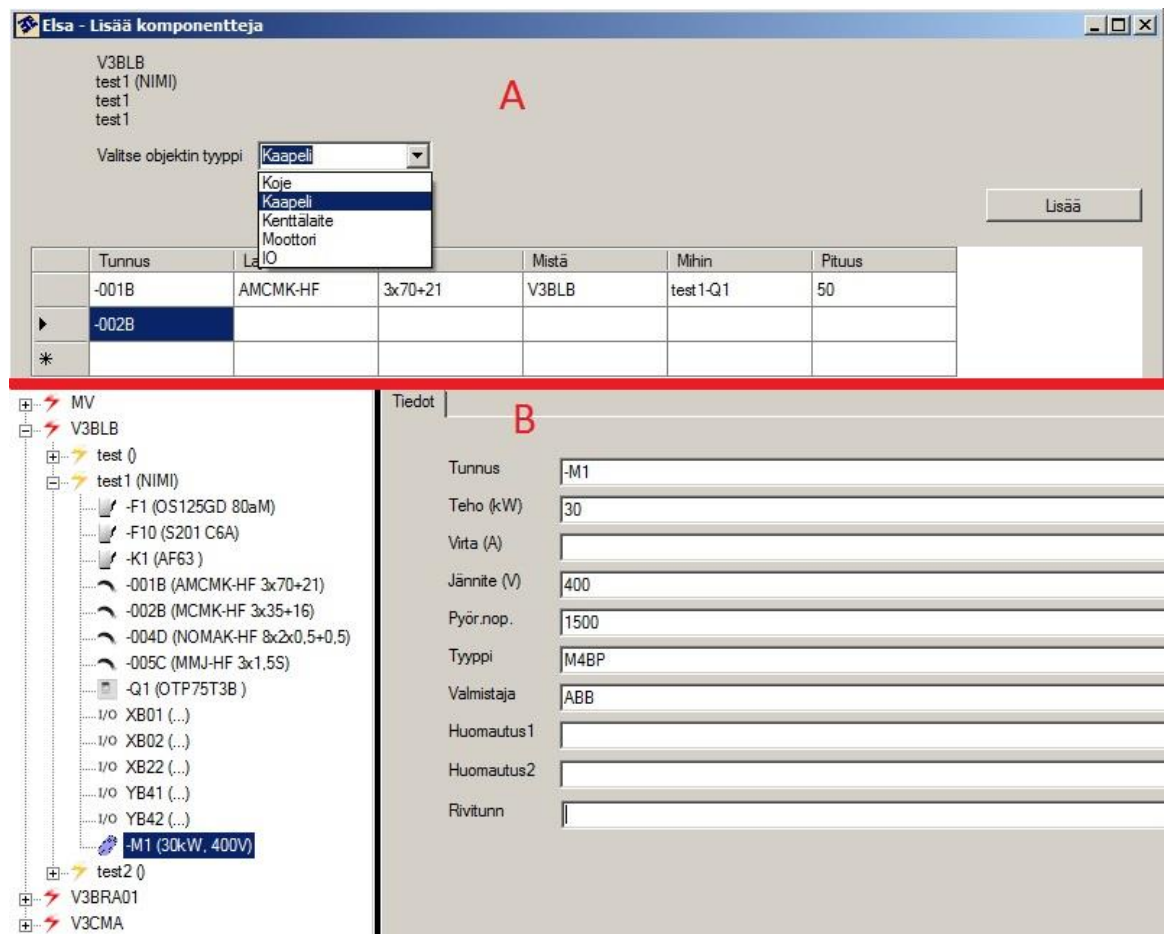 Elsa - Lisää komponentteja
V3BLB
test1 (NIMI)
test1
test1
A
Valitse objektin tyyppi Kaapeli
Koje
Kaapeli
Kenttälaite
Moottori
IO
Lisää
Tunnus Mistä Mihin Pituus
-001B AMCMK-HF 3x70+21 V3BLB test1-Q1 50
-002B
MV
V3BLB
test ()
test1 (NIMI)
-F1 (OS125GD 80aM)
-F10 (S201 C6A)
-K1 (AF63 )
-001B (AMCMK-HF 3x70+21)
-002B (MCMK-HF 3x35+16)
-004D (NOMAK-HF 8x2x0,5+0,5)
-005C (MMJ-HF 3x1,5S)
-Q1 (OTP75T3B )
I/O XB01 (...)
I/O XB02 (...)
I/O XB22 (...)
I/O YB41 (...)
I/O YB42 (...)
-M1 (30kW, 400V)
test2 ()
V3BRA01
V3CMA
Tiedot
B
Tunnus -M1
Teho (kW) 30
Virta (A)
Jännite (V) 400
Pyör.nop. 1500
Tyyppi M4BP
Valmistaja ABB
Huomautus1
Huomautus2
Rivitunn